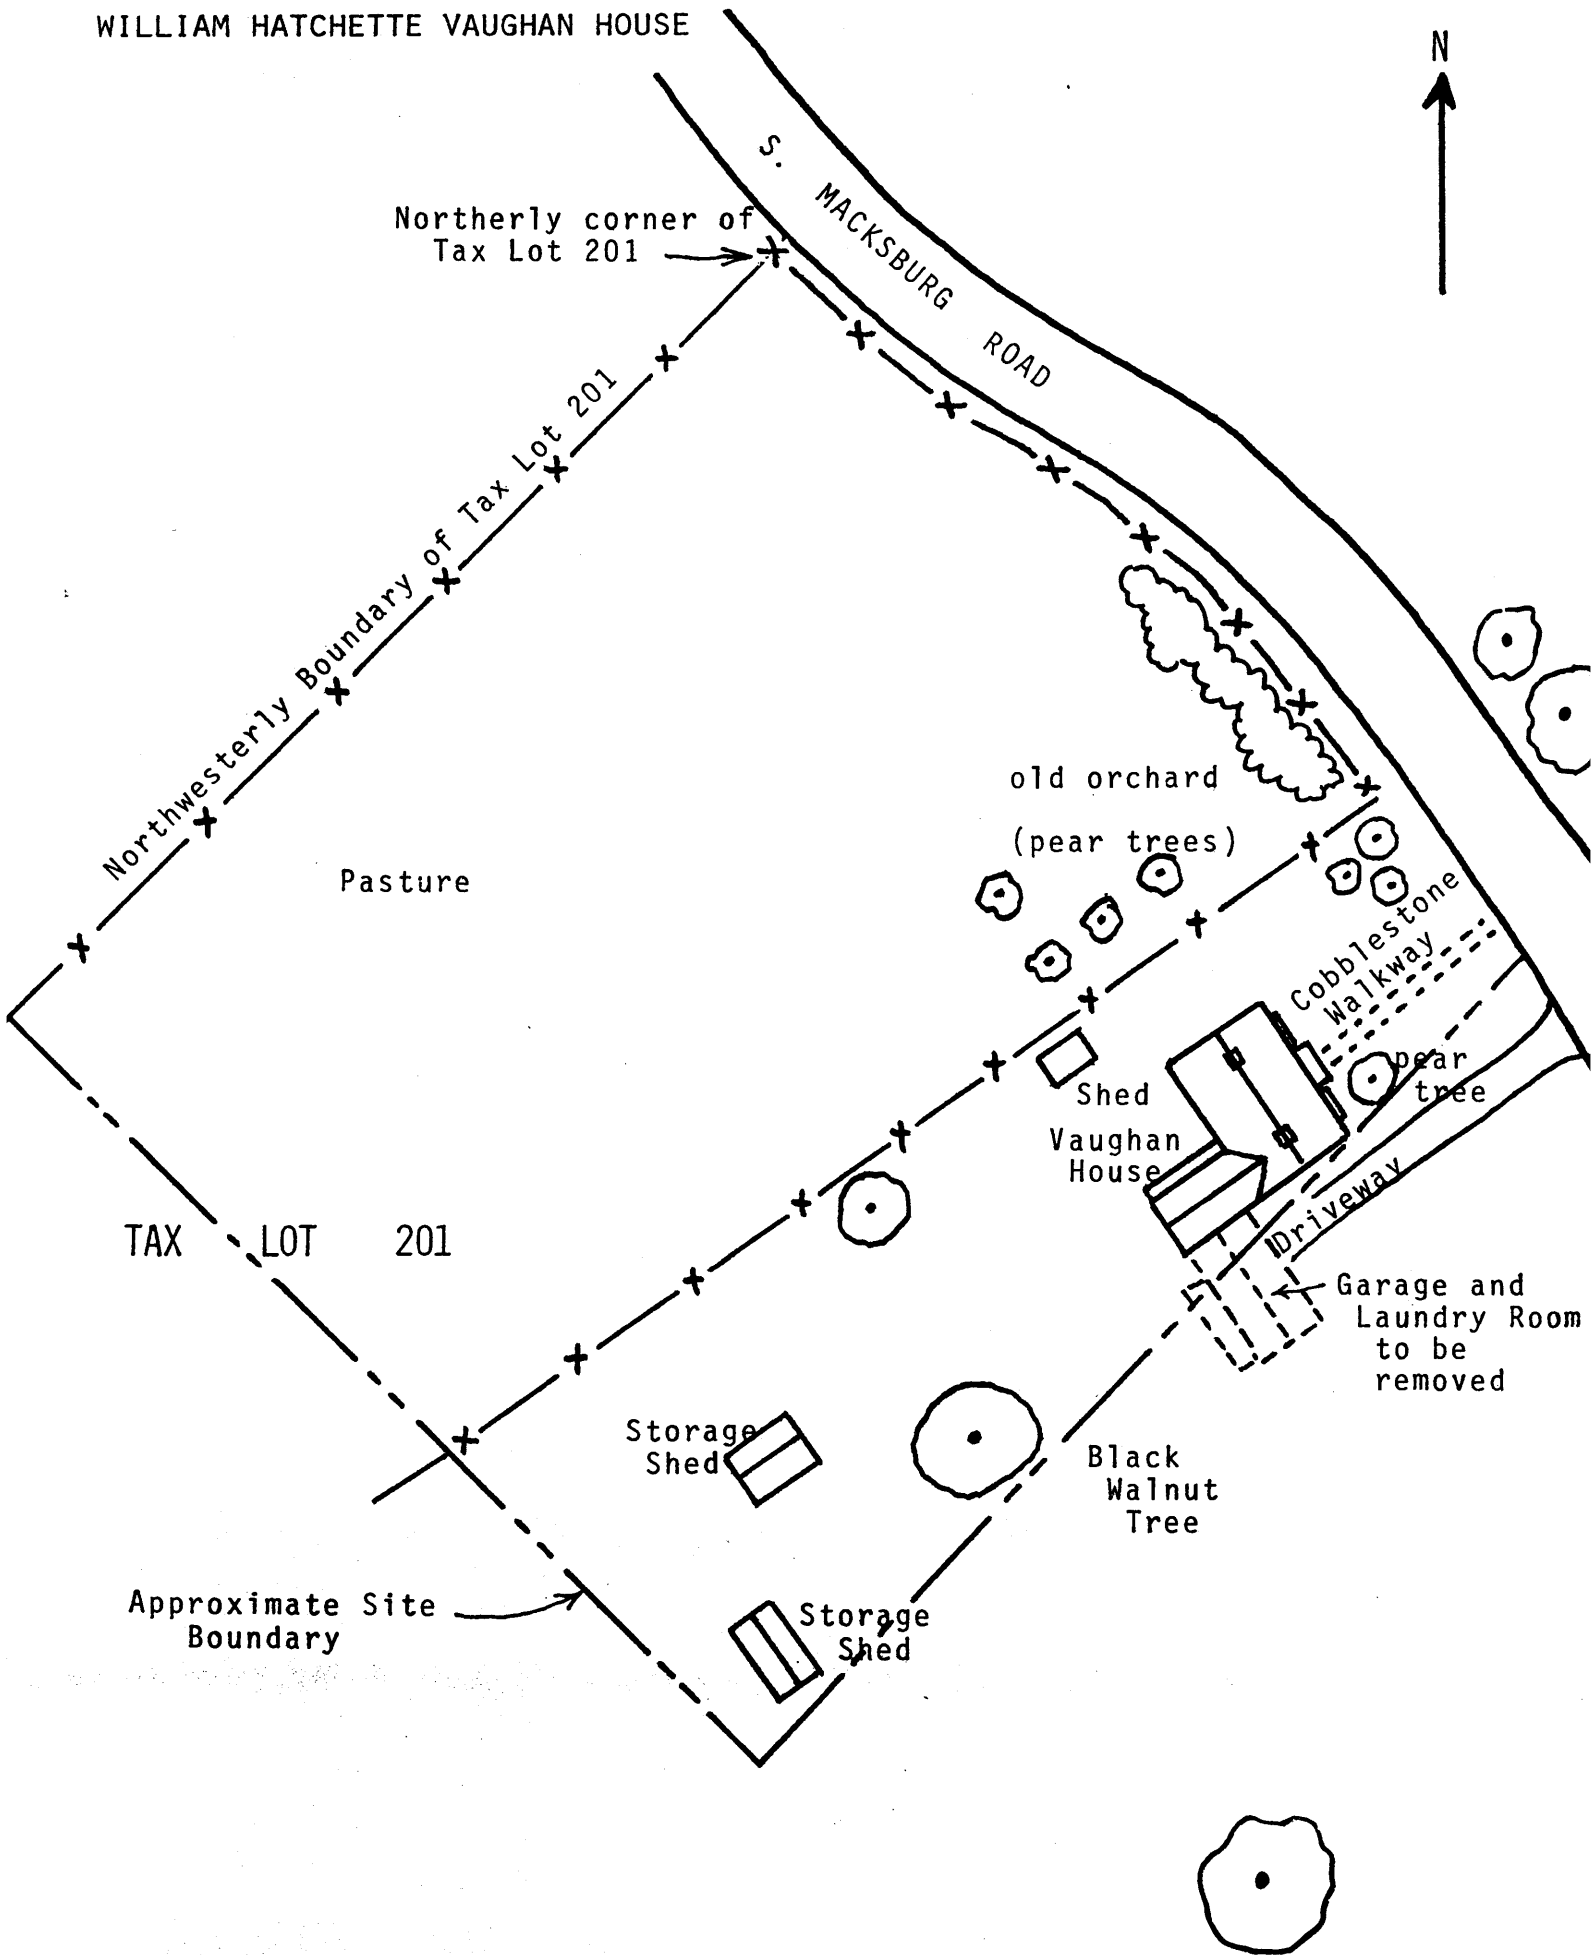 WILLIAM HATCHETTE VAUGHAN HOUSE
N
S. MACKSBURG ROAD
Northerly corner of
Tax Lot 201
Northwesterly Boundary of Tax Lot 201
old orchard
(pear trees)
Pasture
Cobblestone
Walkway
pear
tree
Shed
Vaughan
House
Driveway
TAX LOT 201
Garage and
Laundry Room
to be
removed
Storage
Shed
Black
Walnut
Tree
Approximate Site
Boundary
Storage
Shed